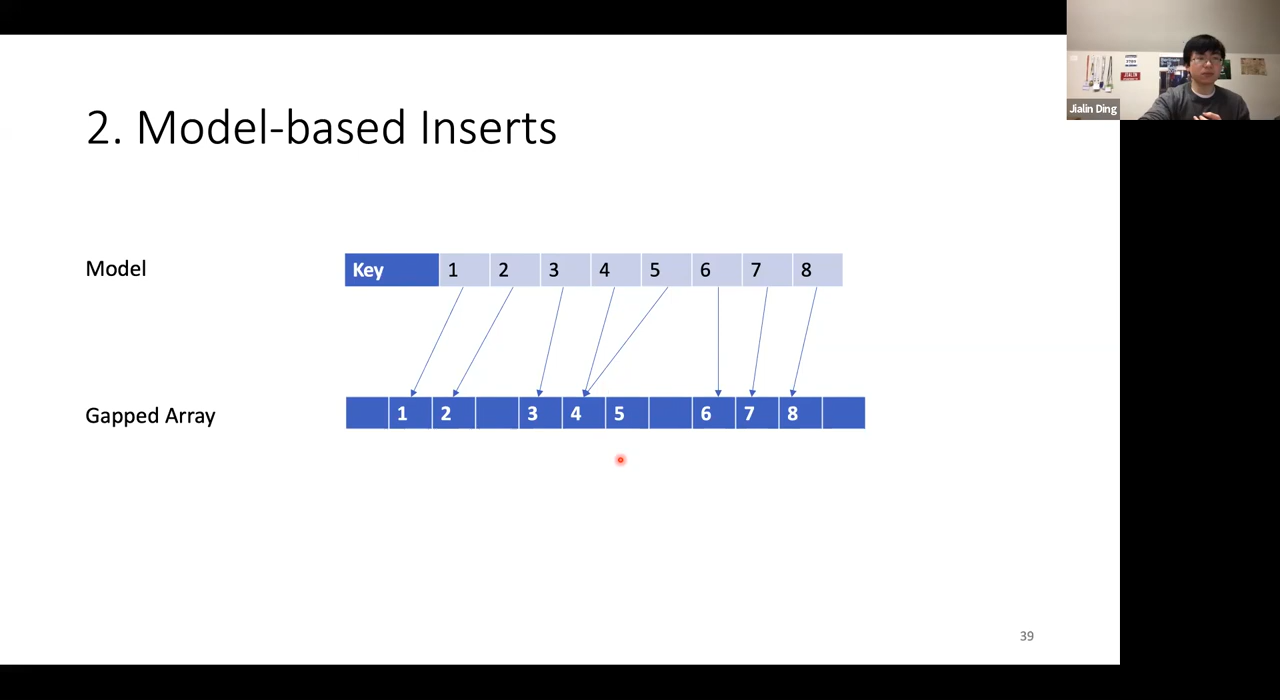 Jialin Ding
2. Model-based Inserts
Model
Key 1 2 3 4 5 6 7 8
Gapped Array
1 2 3 4 5 6 7 8
39